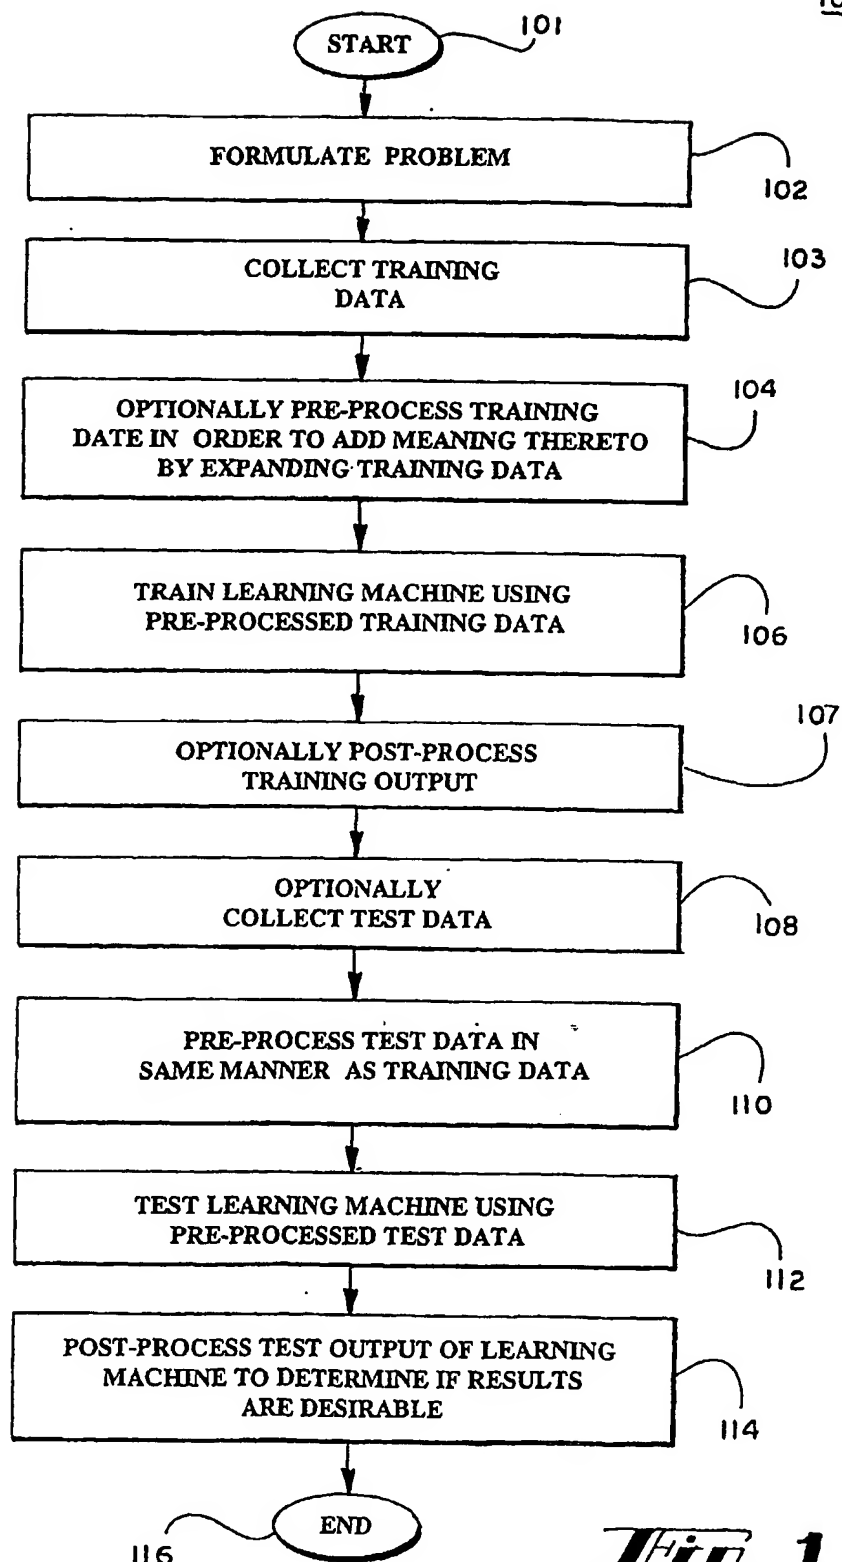 START
101
FORMULATE PROBLEM
102
COLLECT TRAINING
DATA
103
OPTIONALLY PRE-PROCESS TRAINING
DATE IN ORDER TO ADD MEANING THERETO
BY EXPANDING TRAINING DATA
104
TRAIN LEARNING MACHINE USING
PRE-PROCESSED TRAINING DATA
106
OPTIONALLY POST-PROCESS
TRAINING OUTPUT
107
OPTIONALLY
COLLECT TEST DATA
108
PRE-PROCESS TEST DATA IN
SAME MANNER AS TRAINING DATA
110
TEST LEARNING MACHINE USING
PRE-PROCESSED TEST DATA
112
POST-PROCESS TEST OUTPUT OF LEARNING
MACHINE TO DETERMINE IF RESULTS
ARE DESIRABLE
114
END
116
Fig. 1